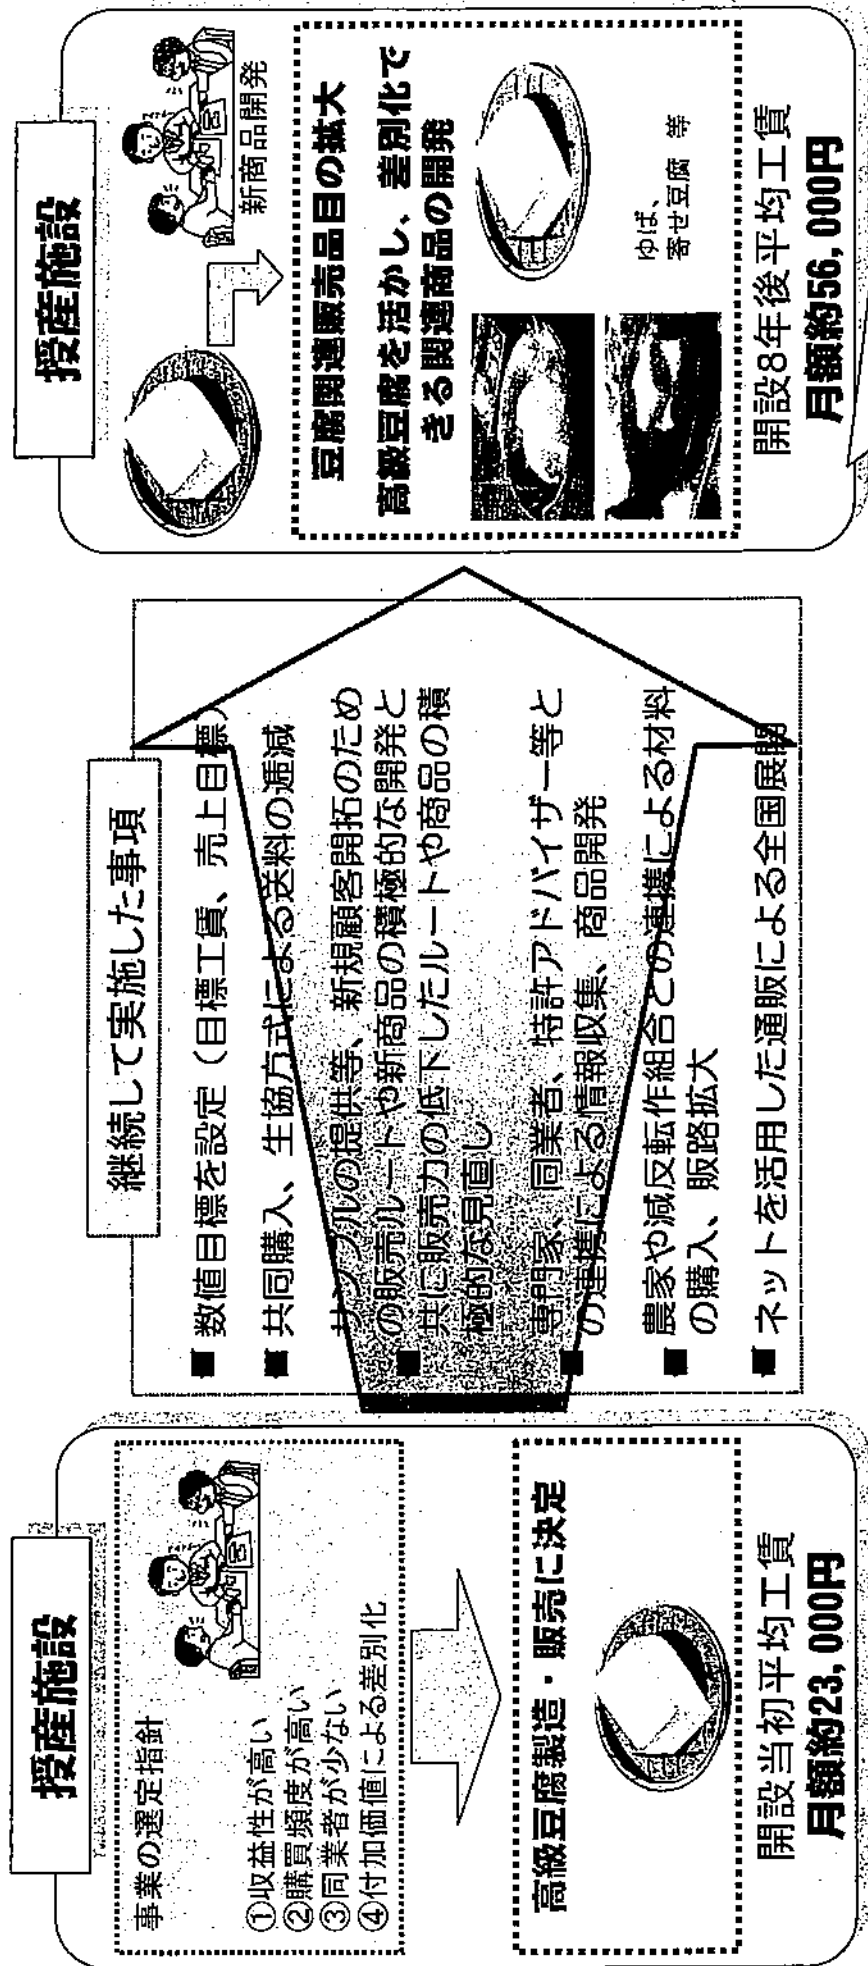 授産施設
事業の選定指針
①収益性が高い
②購買頻度が高い
③同業者が少ない
④付加価値による差別化
高級豆腐製造・販売に決定
開設当初平均工賃
月額約23,000円
継続して実施した事項
■ 数値目標を設定（目標工賃、売上目標）
■ 共同購入、生協方式による送料の逓減
■ サンプルの提供等、新規顧客開拓のため
の販売ルートや新商品の積極的な開発と
共に販売力の低下したルートや商品の積
極的な見直し
■ 専門家、同業者、特許アドバイザー等と
の連携による情報収集、商品開発
■ 農家や減反転作組合との連携による材料
の購入、販路拡大
■ ネットを活用した通販による全国展開
授産施設
新商品開発
豆腐関連販売品目の拡大
高級豆腐を活かし、差別化で
きる関連商品の開発
ゆば、
寄せ豆腐 等
開設8年後平均工賃
月額約56,000円